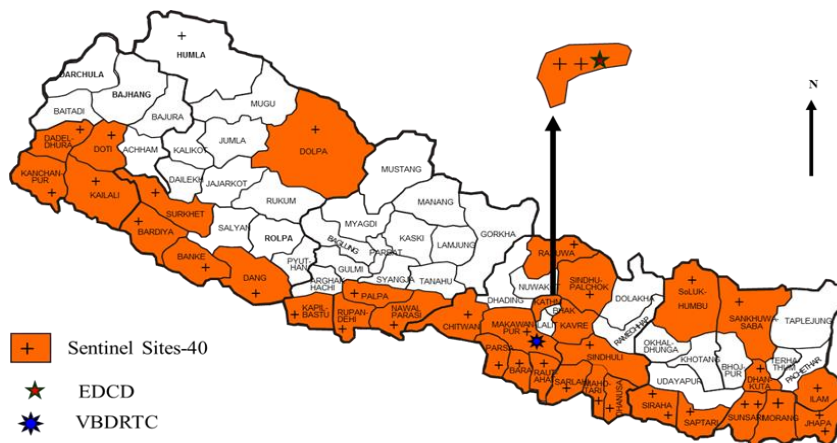 HUMLA
DARCHULA
BAJHANG
BAITADI
BAJURA
MUGU
DADEL-
DHURA
DOTI
ACHHAM
KALIKOT
JUMLA
DOLPA
KANCHAN-
PUR
KAILALI
DAILEKH
JAJARKOT
MUSTANG
SURKHET
RUKUM
MANANG
BARDIYA
SALYAN
ROLPA
MYAGDI
BAGLUNG
PARBAT
KASKI
LAMJUNG
GORKHA
BANKE
DANG
PYUT-
HAN
GULMI
ARGHAK
HACHI
SYANGJA
TANAHU
KAPIL-
BASTU
RUPAN-
DEHI
PALPA
NAWAL
PARASI
N
RASUWA
NUWAKOT
SINDHU-
PALCHOK
DHADING
KATHM
BHAK
LALIT
KAVRE
DOLAKHA
RAMECHHAP
CHITWAN
MAKAWAN
PUR
PARSA
BARA
RAUT
AHAT
SARLAHI
MAHO-
TARI
DHANUSA
SINDHULI
SoLUK-
HUMBU
OKHAL-
DHUNGA
KHOTANG
UDAYAPUR
SIRAHA
SAPTARI
SANKHUWA-
SABA
BHOJ-
PUR
TERHA
THUM
DHAN-
KUTA
TAPLEJUNG
PACHETHAR
SUNSARI
MORANG
ILAM
JHAPA
Sentinel Sites-40
EDCD
VBDRTC